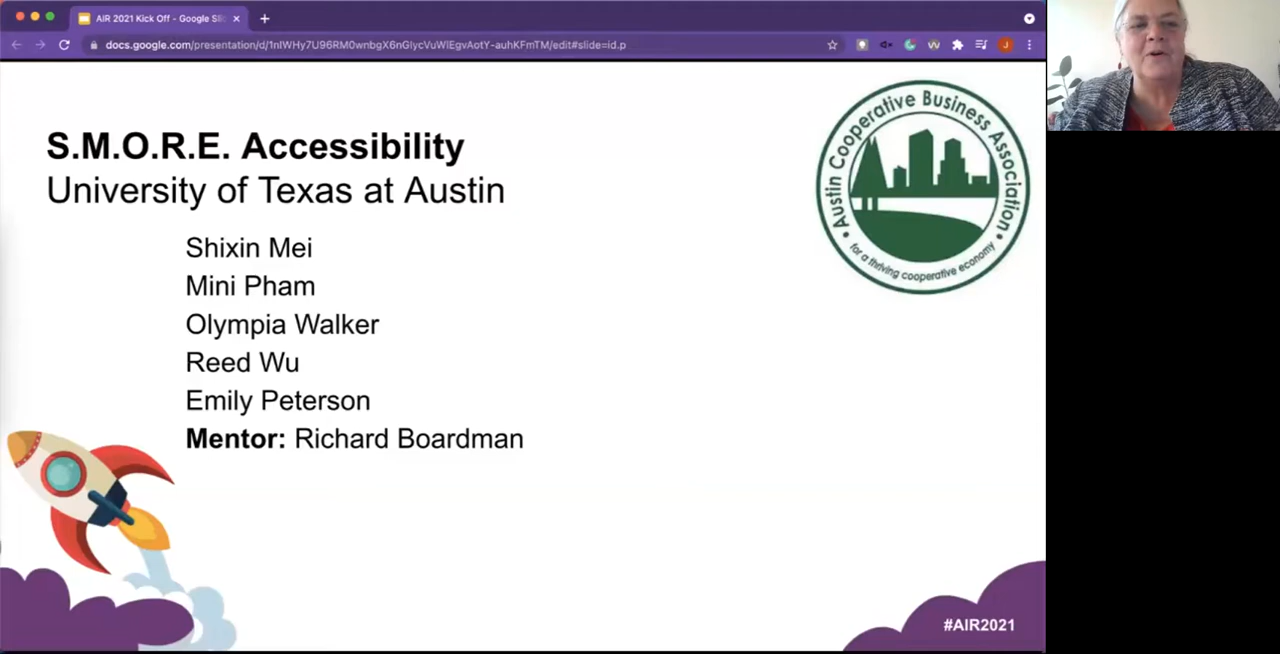 AIR 2021 Kick Off - Google Sli
docs.google.com/presentation/d/1nIWHy7U96RM0wnbgX6nGlycVuWlEgvAotY-auhKFmTM/edit#slide=id.p
J
S.M.O.R.E. Accessibility
University of Texas at Austin
Shixin Mei
Mini Pham
Olympia Walker
Reed Wu
Emily Peterson
Mentor: Richard Boardman
Austin Cooperative Business Association
for a thriving cooperative economy
#AIR2021